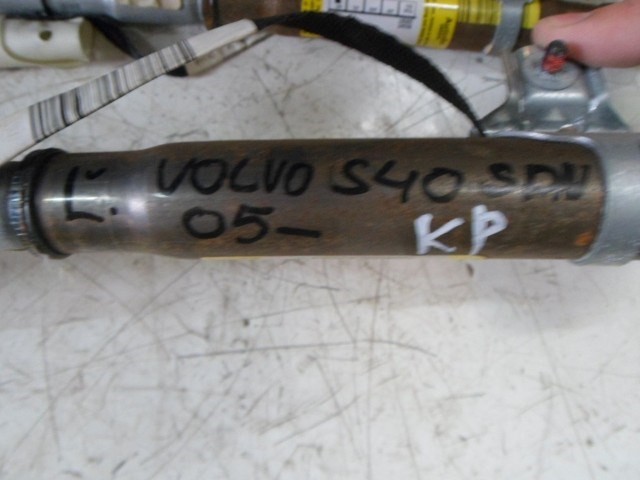 L: VOLVO S40 SDN
05- KP